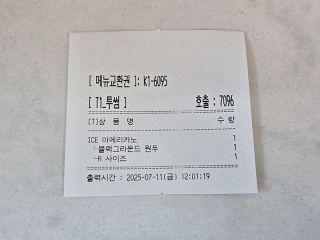 [ 메뉴교환권 ]: K1-6095
[ T1_투썸 ] 호출 : 7096
[T]상 품 명 수 량
ICE 아메리카노 1
└블랙그라운드 원두 1
└R 사이즈 1
출력시간 : 2025-07-11(금) 12:01:19